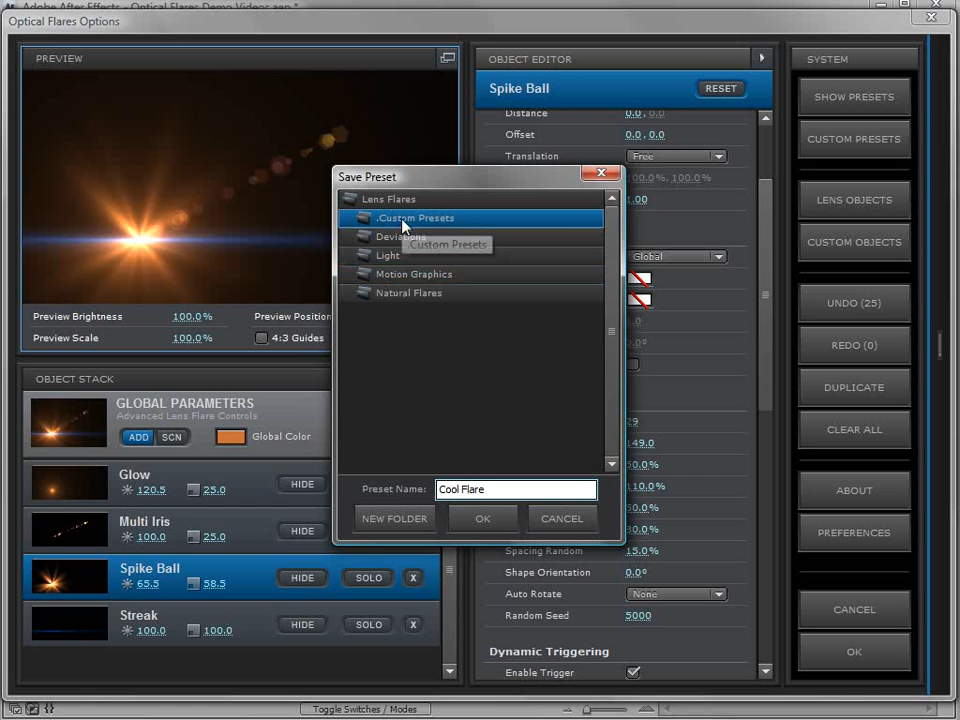 Adobe After Effects - Optical Flares Demo Videos.aep *
Optical Flares Options
PREVIEW
Preview Brightness 100.0% Preview Position
Preview Scale 100.0% 4:3 Guides
OBJECT STACK
GLOBAL PARAMETERS
Advanced Lens Flare Controls
ADD SCN Global Color
Glow
120.5 25.0 HIDE
Multi Iris
100.0 25.0 HIDE
Spike Ball
65.5 58.5 HIDE SOLO X
Streak
100.0 100.0 HIDE SOLO X
Save Preset
Lens Flares
.Custom Presets
Deviations
.Custom Presets
Light
Motion Graphics
Natural Flares
Preset Name: Cool Flare
NEW FOLDER OK CANCEL
OBJECT EDITOR
Spike Ball RESET
Distance 0.0, 0.0
Offset 0.0, 0.0
Translation Free
100.0%, 100.0%
Global
149.0
110.0%
Spacing Random 15.0%
Shape Orientation 0.0°
Auto Rotate None
Random Seed 5000
Dynamic Triggering
Enable Trigger
SYSTEM
SHOW PRESETS
CUSTOM PRESETS
LENS OBJECTS
CUSTOM OBJECTS
UNDO (25)
REDO (0)
DUPLICATE
CLEAR ALL
ABOUT
PREFERENCES
CANCEL
OK
Toggle Switches / Modes